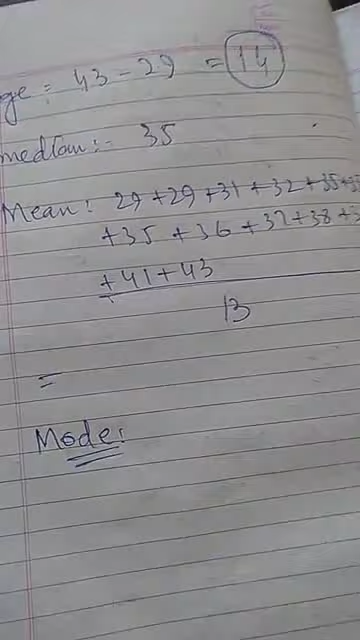 ge = 43 - 29 = 14
median:- 35
Mean: 29 + 29 + 31 + 32 + 35 +
+ 35 + 36 + 37 + 38 +
+ 41 + 43
13
=
Mode: